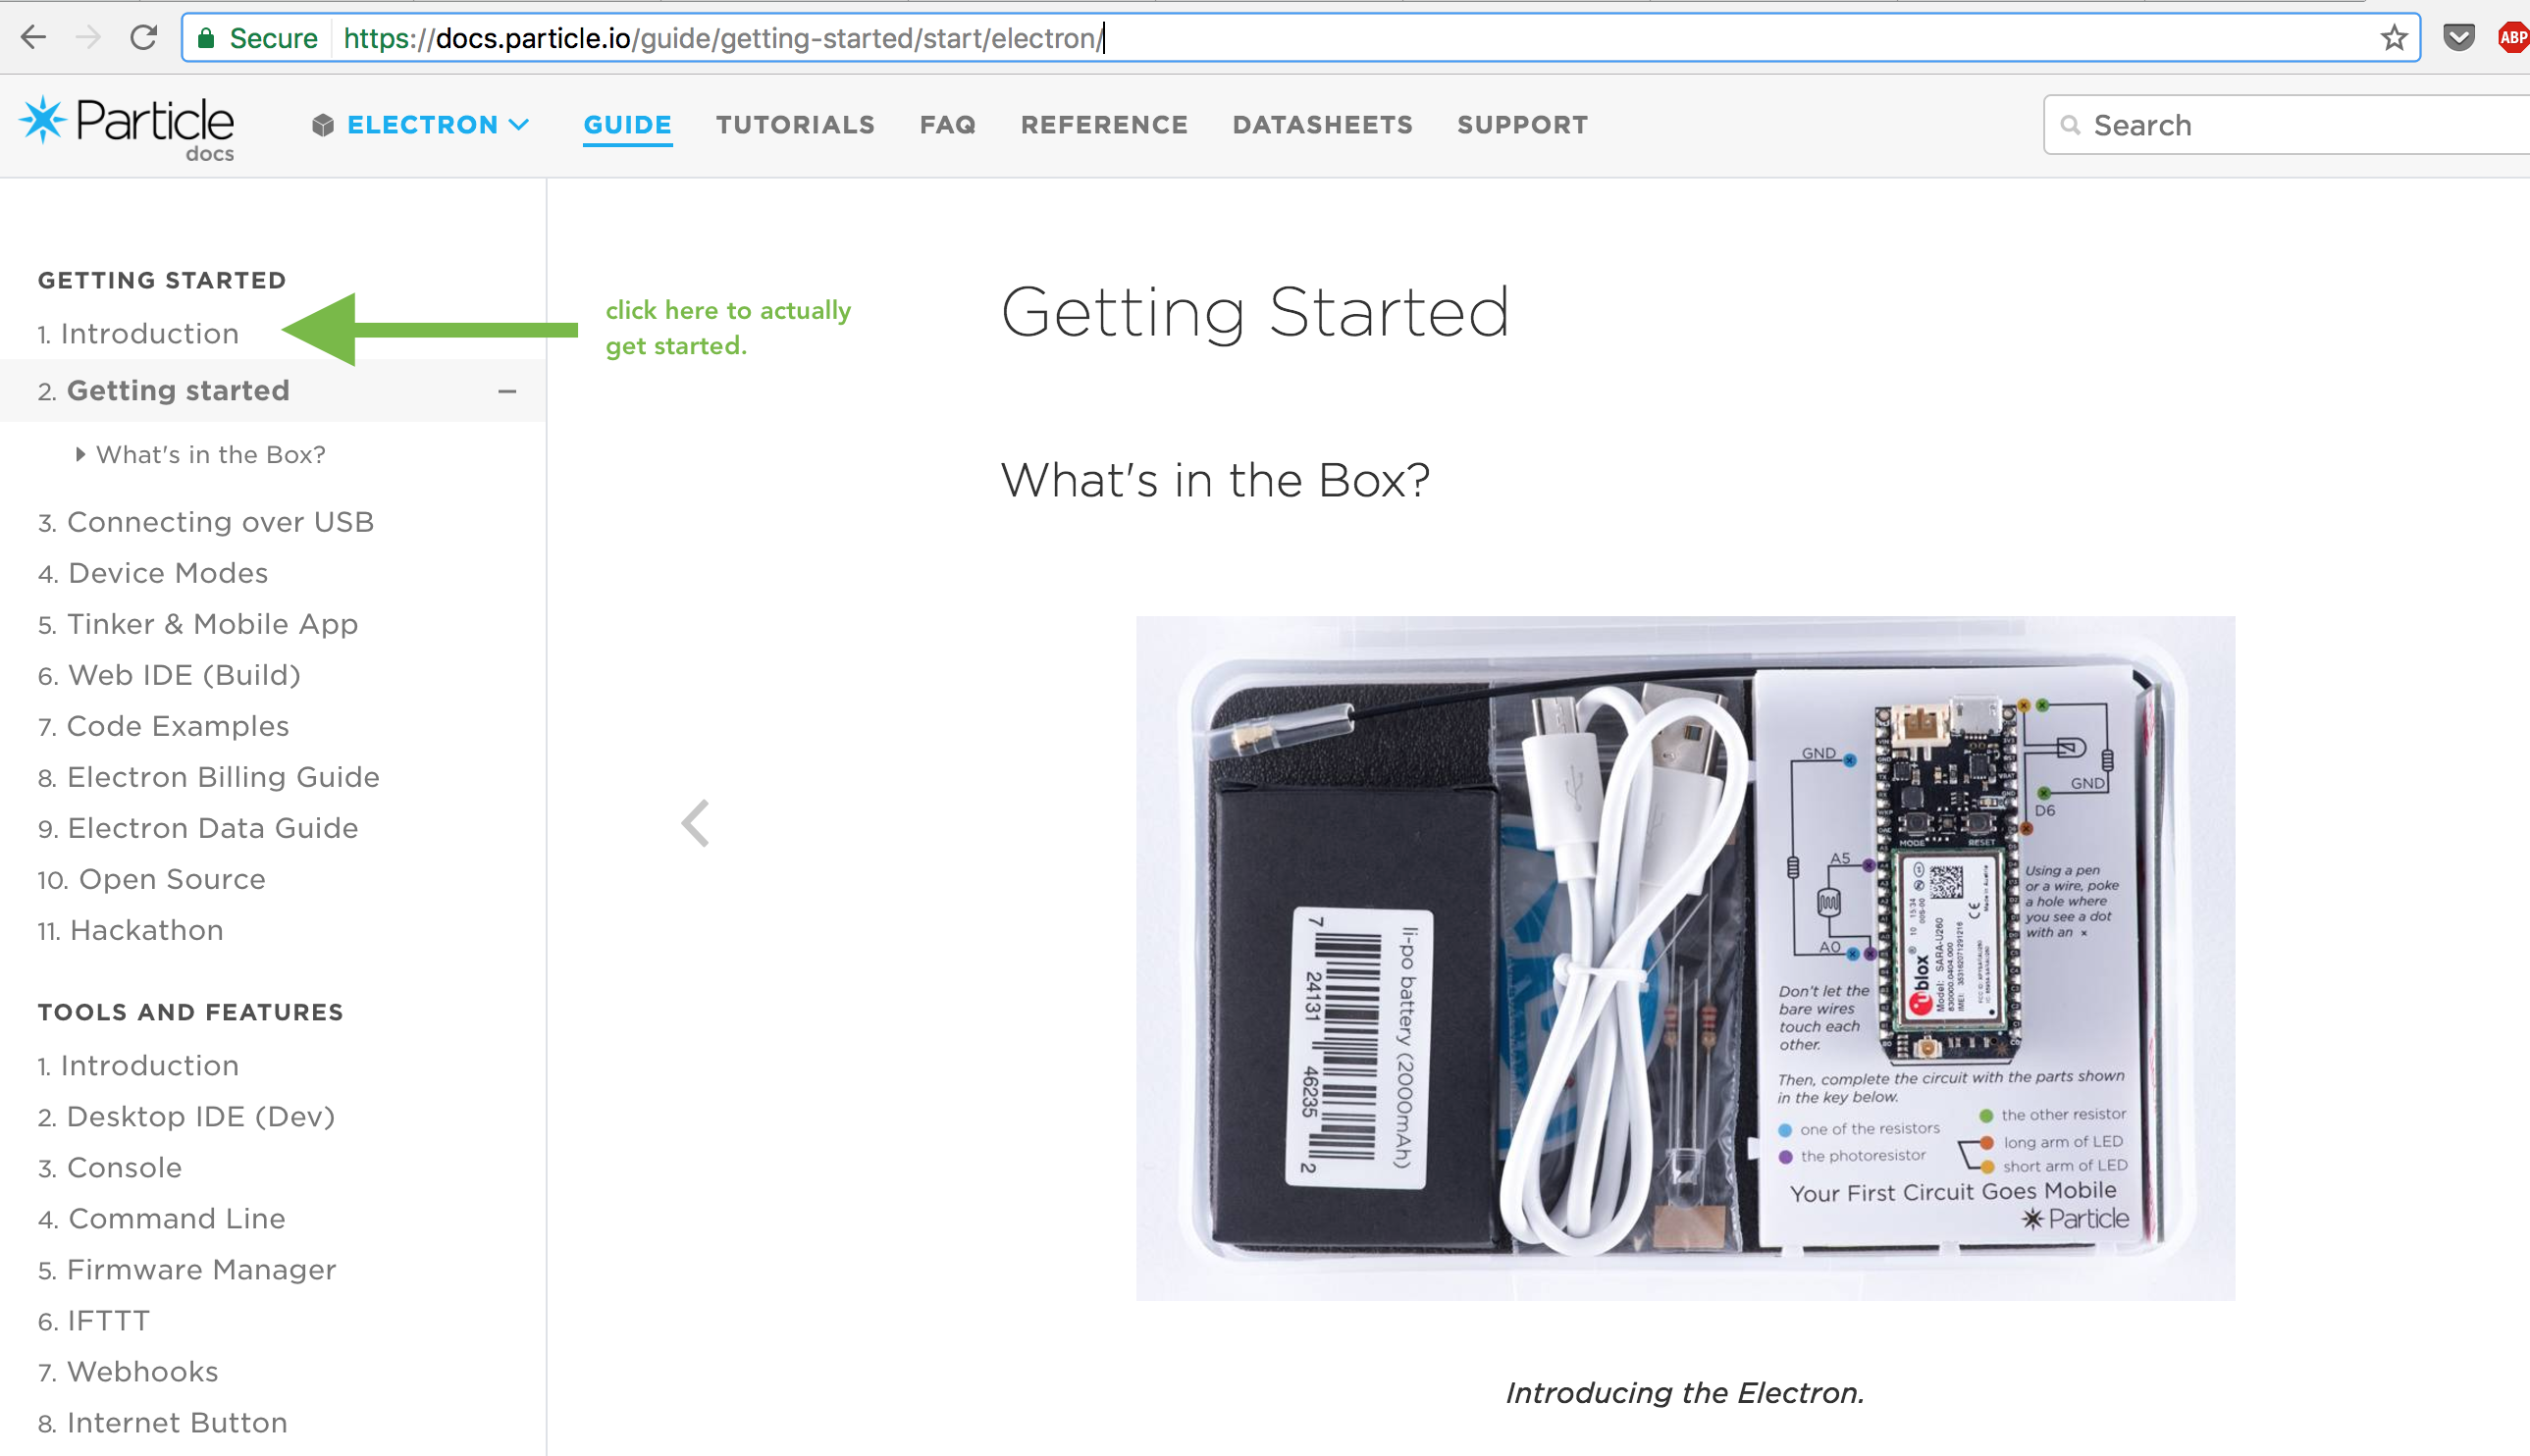 Secure https://docs.particle.io/guide/getting-started/start/electron/
ABP
Particle
docs
ELECTRON GUIDE TUTORIALS FAQ REFERENCE DATASHEETS SUPPORT
Search
GETTING STARTED
1. Introduction
click here to actually
get started.
2. Getting started
What's in the Box?
3. Connecting over USB
4. Device Modes
5. Tinker & Mobile App
6. Web IDE (Build)
7. Code Examples
8. Electron Billing Guide
9. Electron Data Guide
10. Open Source
11. Hackathon
TOOLS AND FEATURES
1. Introduction
2. Desktop IDE (Dev)
3. Console
4. Command Line
5. Firmware Manager
6. IFTTT
7. Webhooks
8. Internet Button
Getting Started
What's in the Box?
li-po battery (2000mAh)
7 24131 46235 2
GND
GND
D6
A5
A0
MODE RESET
ublox
Model: SARA-U260
Using a pen
or a wire, poke
a hole where
you see a dot
with an ×
Don't let the
bare wires
touch each
other.
Then, complete the circuit with the parts shown
in the key below.
one of the resistors
the photoresistor
the other resistor
long arm of LED
short arm of LED
Your First Circuit Goes Mobile
Particle
Introducing the Electron.